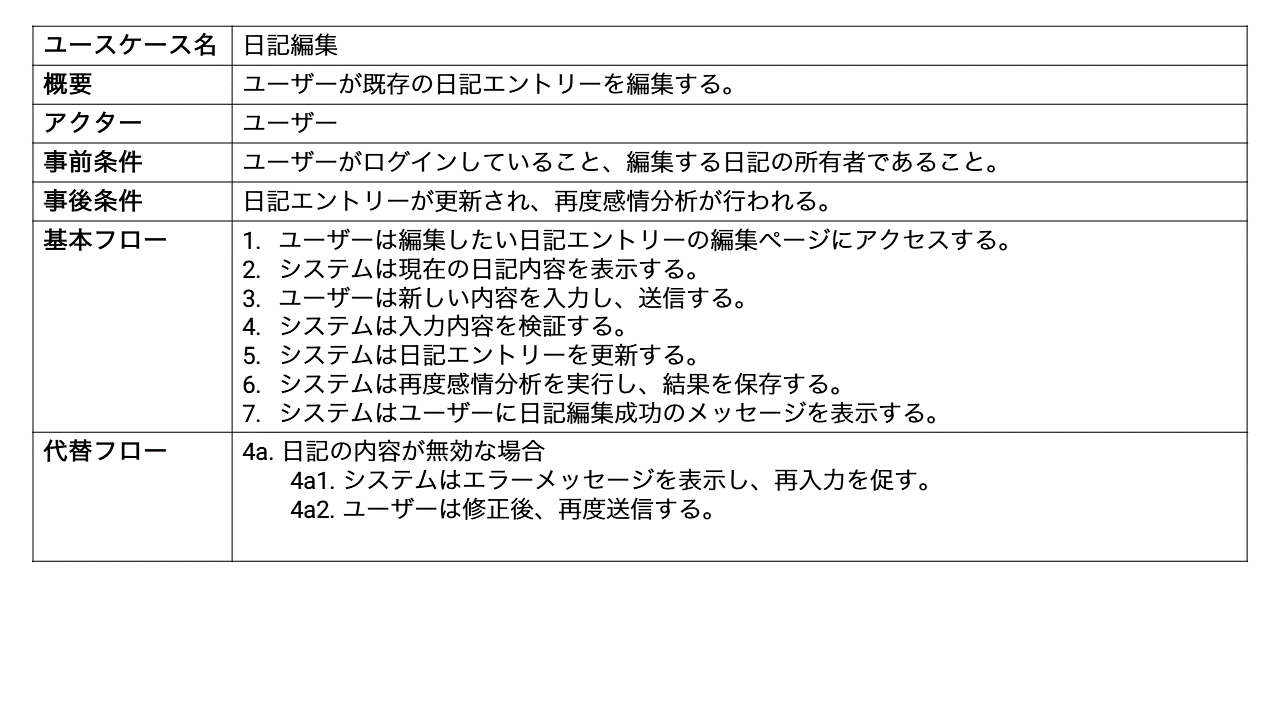 ユースケース名 日記編集
概要 ユーザーが既存の日記エントリーを編集する。
アクター ユーザー
事前条件 ユーザーがログインしていること、編集する日記の所有者であること。
事後条件 日記エントリーが更新され、再度感情分析が行われる。
基本フロー 1. ユーザーは編集したい日記エントリーの編集ページにアクセスする。
2. システムは現在の日記内容を表示する。
3. ユーザーは新しい内容を入力し、送信する。
4. システムは入力内容を検証する。
5. システムは日記エントリーを更新する。
6. システムは再度感情分析を実行し、結果を保存する。
7. システムはユーザーに日記編集成功のメッセージを表示する。
代替フロー 4a. 日記の内容が無効な場合
4a1. システムはエラーメッセージを表示し、再入力を促す。
4a2. ユーザーは修正後、再度送信する。